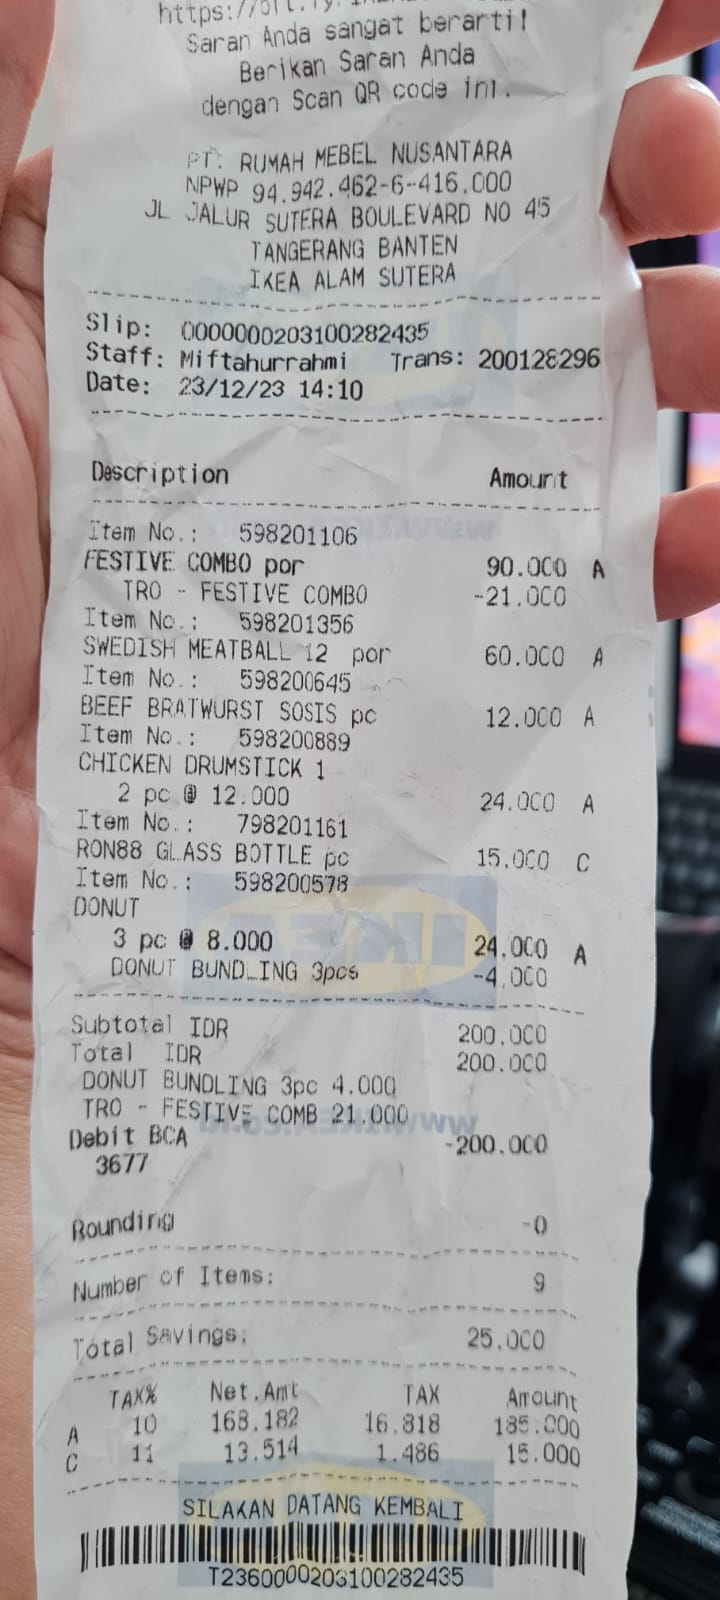 Saran Anda sangat berarti!
Berikan Saran Anda
dengan Scan QR code ini.
PT. RUMAH MEBEL NUSANTARA
NPWP 94.942.462-6-416.000
JL JALUR SUTERA BOULEVARD NO 45
TANGERANG BANTEN
IKEA ALAM SUTERA
Slip: 0000000203100282435
Staff: Miftahurrahmi Trans: 200128296
Date: 23/12/23 14:10
Description Amount
Item No.: 598201106
FESTIVE COMBO por 90.000 A
TRO - FESTIVE COMBO -21.000
Item No.: 598201356
SWEDISH MEATBALL 12 por 60.000 A
Item No.: 598200645
BEEF BRATWURST SOSIS pc 12.000 A
Item No.: 598200889
CHICKEN DRUMSTICK 1
2 pc @ 12.000 24.000 A
Item No.: 798201161
RON88 GLASS BOTTLE pc 15.000 C
Item No.: 598200578
DONUT
3 pc @ 8.000 24.000 A
DONUT BUNDLING 3pcs -4.000
Subtotal IDR 200.000
Total IDR 200.000
DONUT BUNDLING 3pc 4.000
TRO - FESTIVE COMB 21.000
Debit BCA -200.000
3677
Rounding -0
Number of Items: 9
Total Savings: 25.000
TAX% Net.Amt TAX Amount
A 10 168.182 16.818 185.000
C 11 13.514 1.486 15.000
SILAKAN DATANG KEMBALI
T2360000203100282435